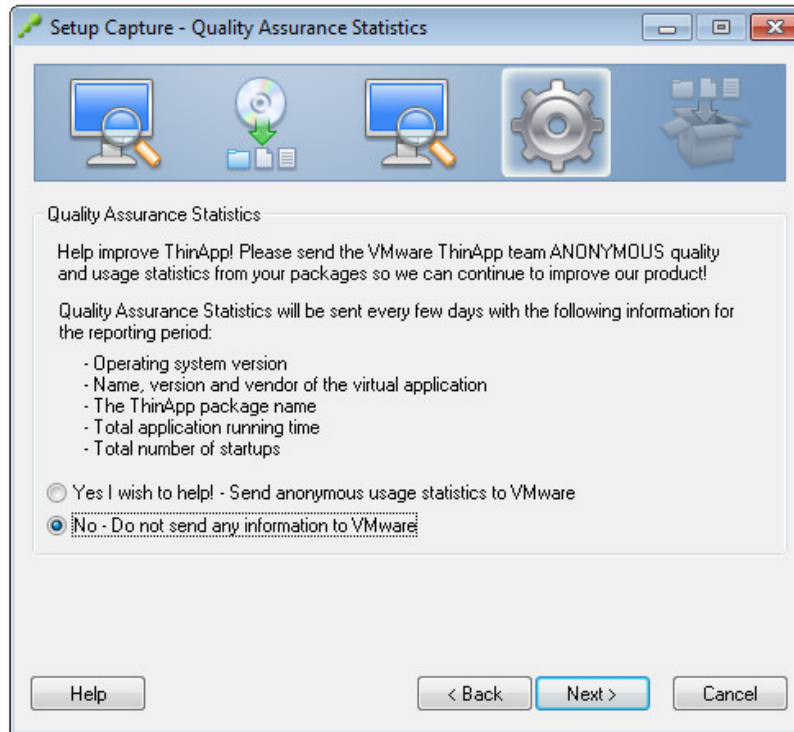 Setup Capture - Quality Assurance Statistics
Quality Assurance Statistics
Help improve ThinApp! Please send the VMware ThinApp team ANONYMOUS quality
and usage statistics from your packages so we can continue to improve our product!
Quality Assurance Statistics will be sent every few days with the following information for
the reporting period:
- Operating system version
- Name, version and vendor of the virtual application
- The ThinApp package name
- Total application running time
- Total number of startups
Yes I wish to help! - Send anonymous usage statistics to VMware
No - Do not send any information to VMware
Help
< Back
Next >
Cancel